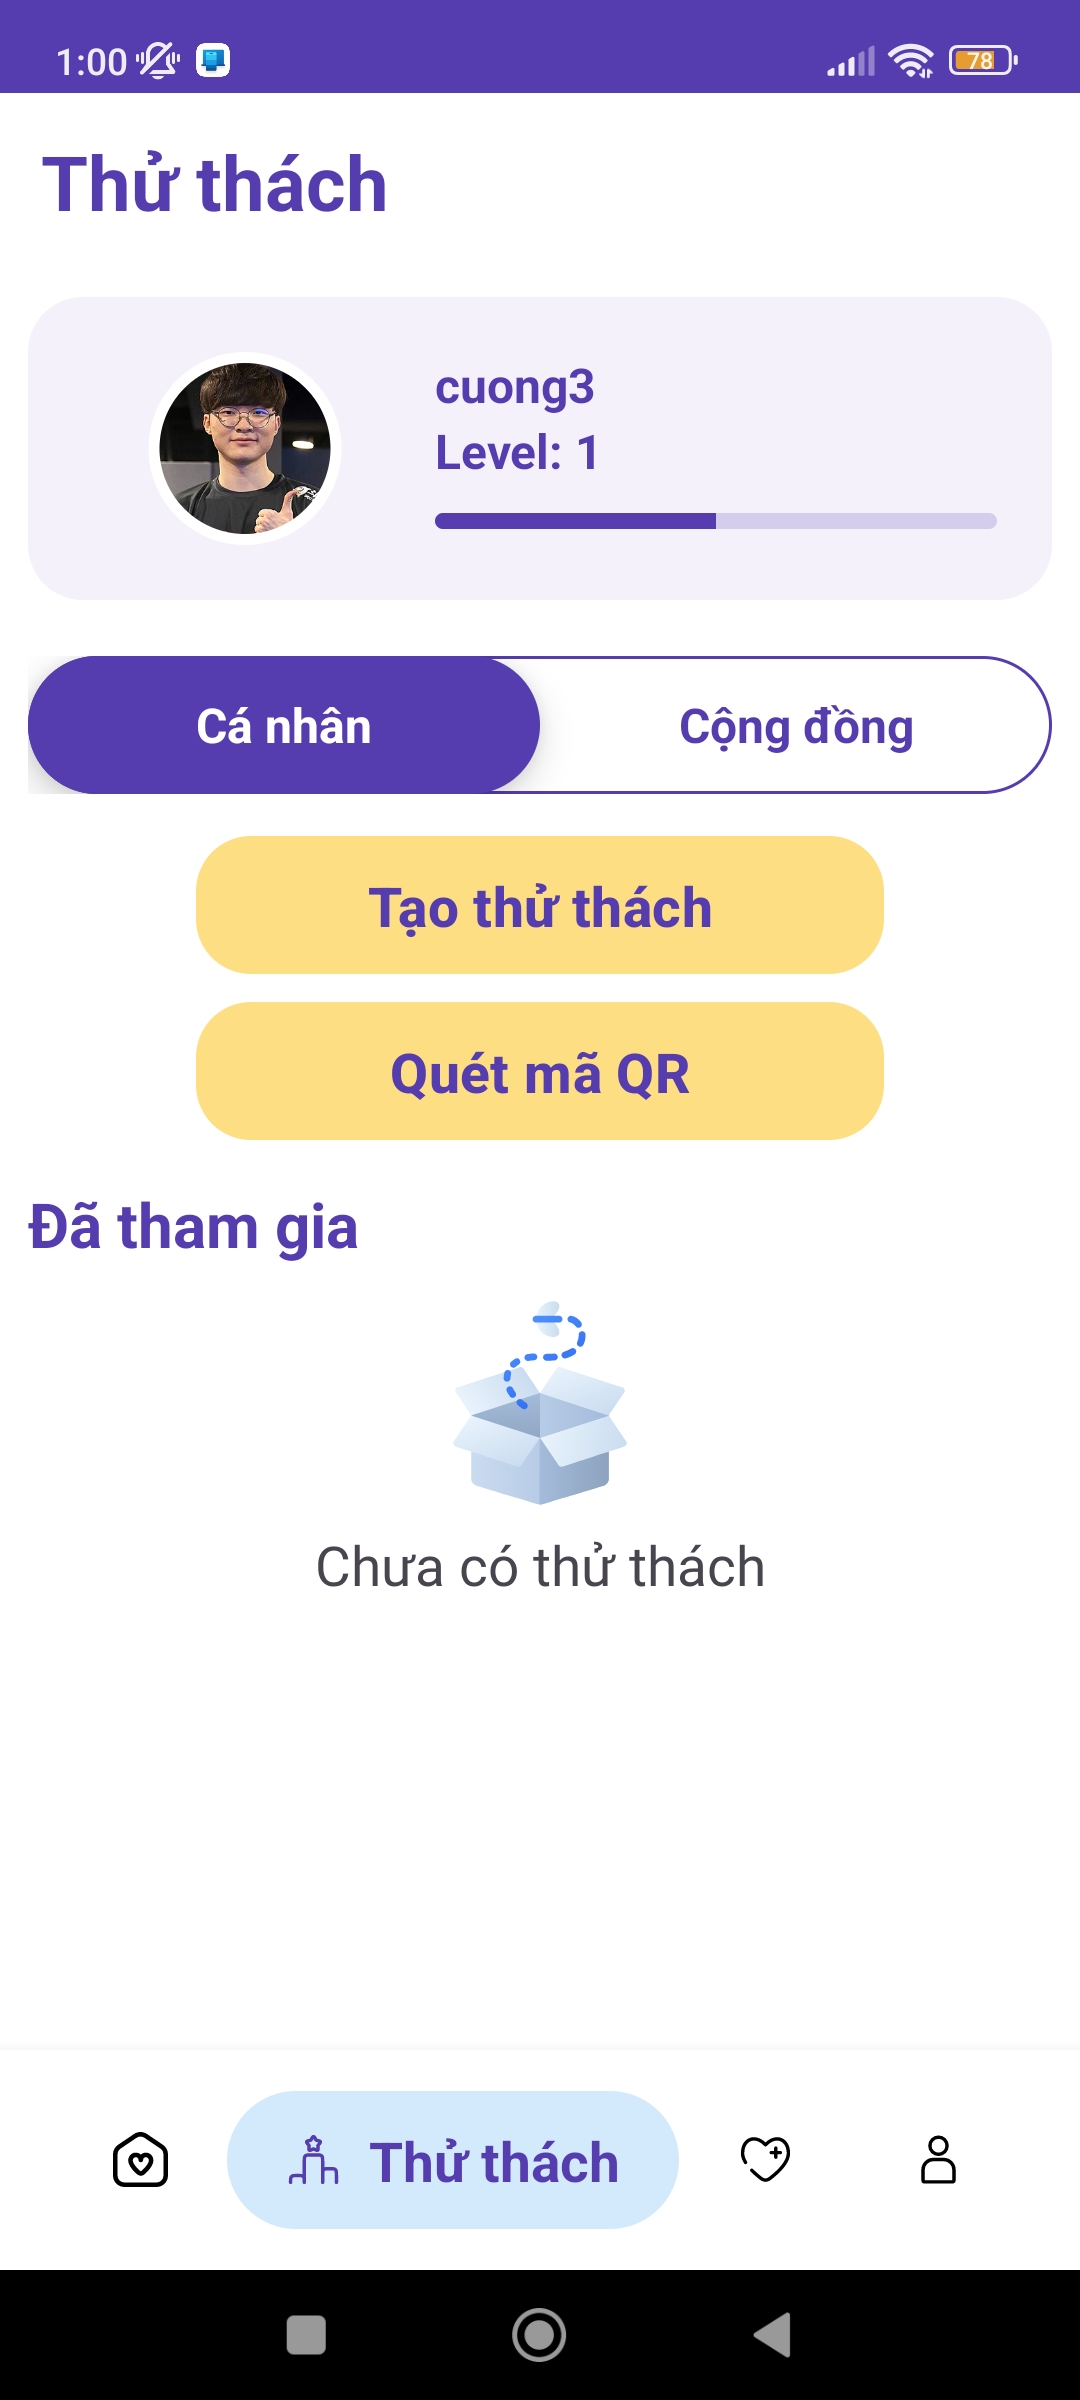 1:00
78
Thử thách
cuong3
Level: 1
Cá nhân
Cộng đồng
Tạo thử thách
Quét mã QR
Đã tham gia
Chưa có thử thách
Thử thách